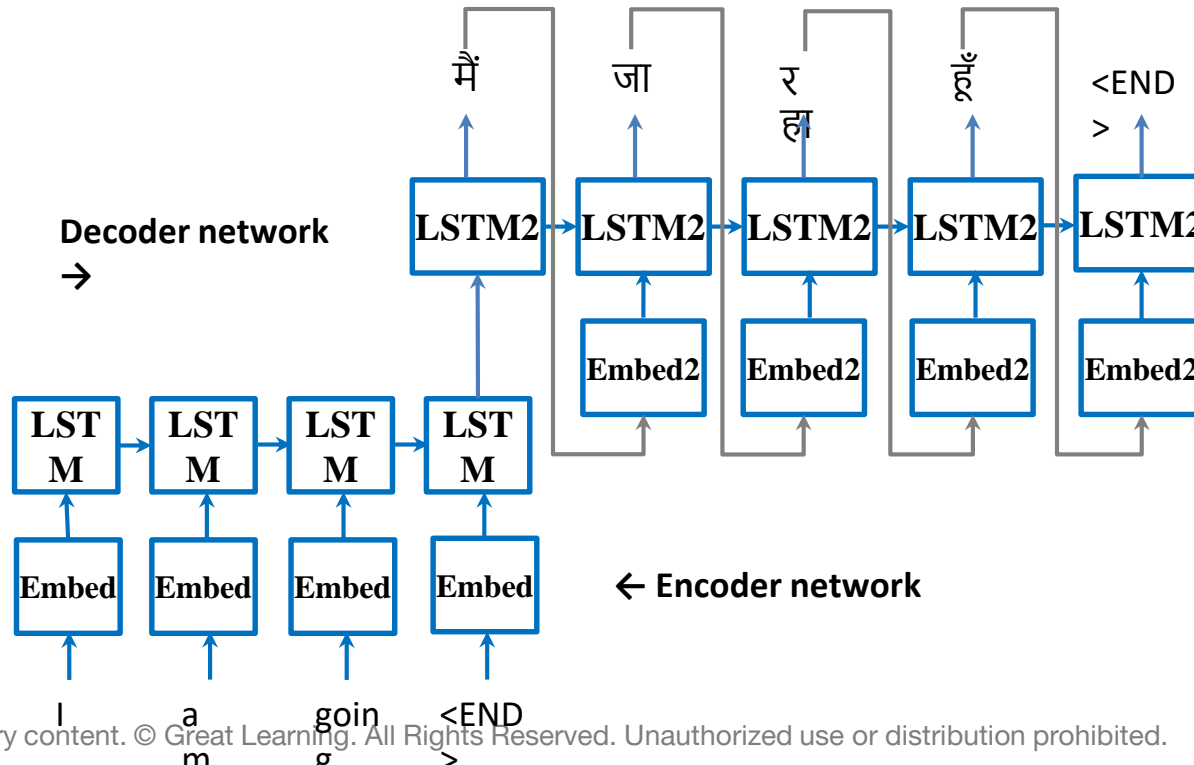 मैं जा र <END
हा हूँ >
LSTM2 LSTM2 LSTM2 LSTM2 LSTM2
Decoder network
→
Embed2 Embed2 Embed2 Embed2
LST LST LST LST
M M M M
Embed Embed Embed Embed
← Encoder network
I a goin <END
m g >
ry content. © Great Learning. All Rights Reserved. Unauthorized use or distribution prohibited.